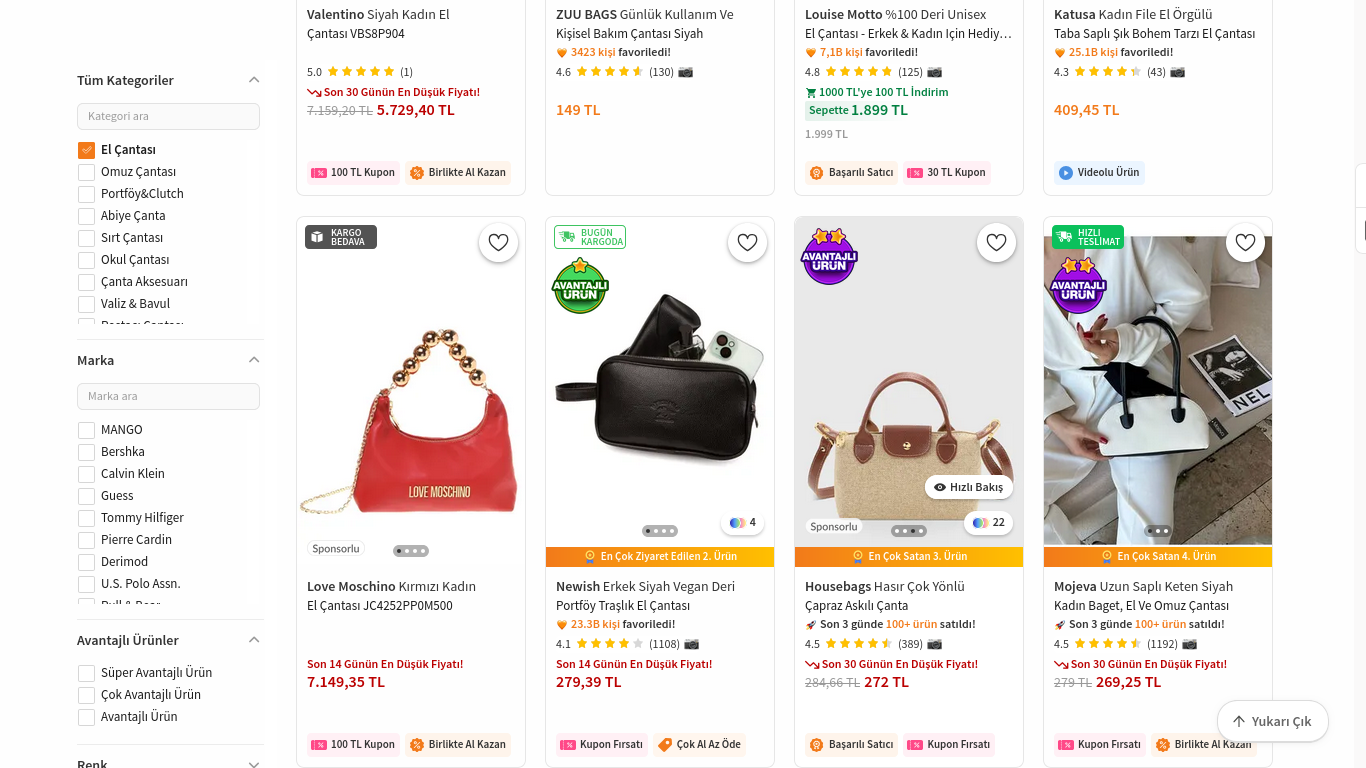 Tüm Kategoriler
Kategori ara
El Çantası
Omuz Çantası
Portföy&Clutch
Abiye Çanta
Sırt Çantası
Okul Çantası
Çanta Aksesuarı
Valiz & Bavul
Marka
Marka ara
MANGO
Bershka
Calvin Klein
Guess
Tommy Hilfiger
Pierre Cardin
Derimod
U.S. Polo Assn.
Avantajlı Ürünler
Süper Avantajlı Ürün
Çok Avantajlı Ürün
Avantajlı Ürün
Renk
Valentino Siyah Kadın El
Çantası VBS8P904
5.0 (1)
Son 30 Günün En Düşük Fiyatı!
7.159,20 TL 5.729,40 TL
100 TL Kupon Birlikte Al Kazan
ZUU BAGS Günlük Kullanım Ve
Kişisel Bakım Çantası Siyah
3423 kişi favoriledi!
4.6 (130)
149 TL
Louise Motto %100 Deri Unisex
El Çantası - Erkek & Kadın Için Hediy…
7,1B kişi favoriledi!
4.8 (125)
1000 TL'ye 100 TL İndirim
Sepette 1.899 TL
1.999 TL
Başarılı Satıcı 30 TL Kupon
Katusa Kadın File El Örgülü
Taba Saplı Şık Bohem Tarzı El Çantası
25.1B kişi favoriledi!
4.3 (43)
409,45 TL
Videolu Ürün
KARGO
BEDAVA
LOVE MOSCHINO
Sponsorlu
Love Moschino Kırmızı Kadın
El Çantası JC4252PP0M500
Son 14 Günün En Düşük Fiyatı!
7.149,35 TL
100 TL Kupon Birlikte Al Kazan
BUGÜN
KARGODA
AVANTAJLI
ÜRÜN
4
En Çok Ziyaret Edilen 2. Ürün
Newish Erkek Siyah Vegan Deri
Portföy Traşlık El Çantası
23.3B kişi favoriledi!
4.1 (1108)
Son 14 Günün En Düşük Fiyatı!
279,39 TL
Kupon Fırsatı Çok Al Az Öde
AVANTAJLI
ÜRÜN
Hızlı Bakış
Sponsorlu
22
En Çok Satan 3. Ürün
Housebags Hasır Çok Yönlü
Çapraz Askılı Çanta
Son 3 günde 100+ ürün satıldı!
4.5 (389)
Son 30 Günün En Düşük Fiyatı!
284,66 TL 272 TL
Başarılı Satıcı Kupon Fırsatı
HIZLI
TESLİMAT
AVANTAJLI
ÜRÜN
NEL
En Çok Satan 4. Ürün
Mojeva Uzun Saplı Keten Siyah
Kadın Baget, El Ve Omuz Çantası
Son 3 günde 100+ ürün satıldı!
4.5 (1192)
Son 30 Günün En Düşük Fiyatı!
279 TL 269,25 TL
Kupon Fırsatı Birlikte Al Kazan
Yukarı Çık